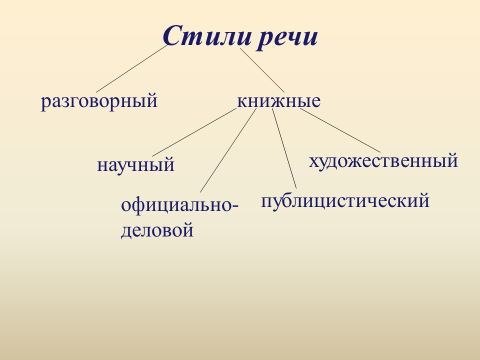 Стили речи
разговорный
книжные
научный
художественный
официально-
деловой
публицистический